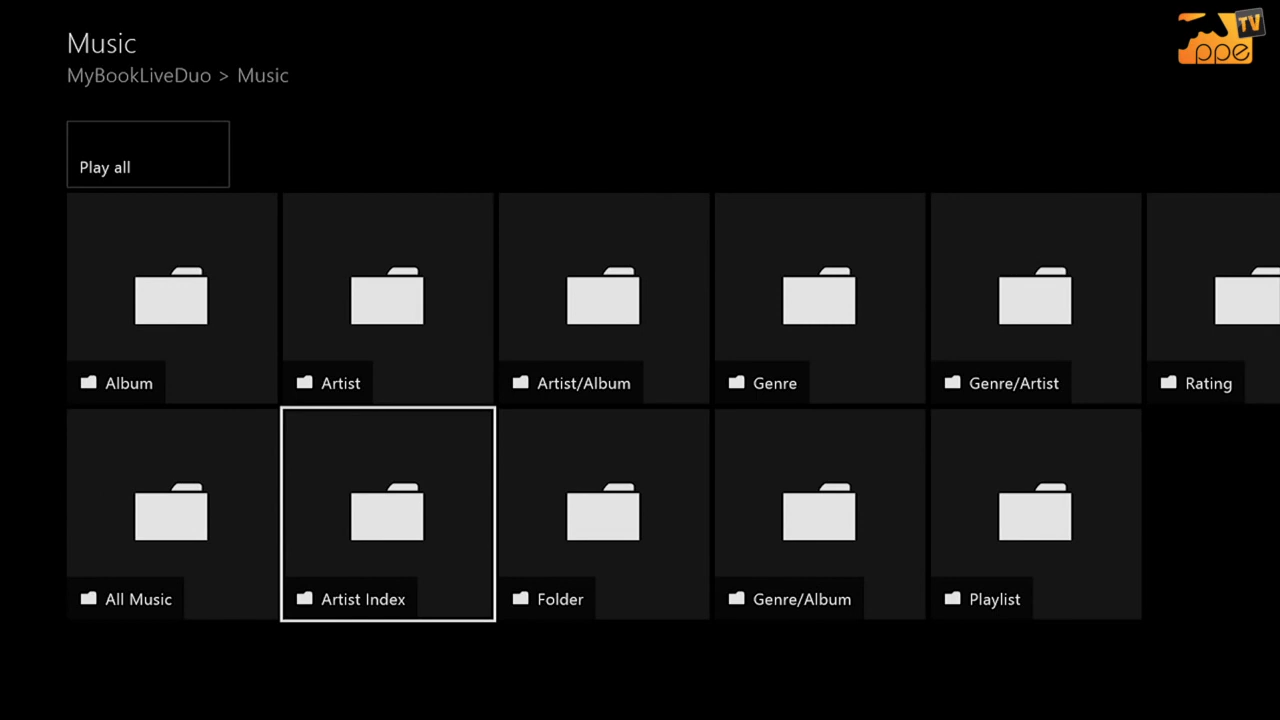 Music
TV
ppe
MyBookLiveDuo > Music
Play all
Album
Artist
Artist/Album
Genre
Genre/Artist
Rating
All Music
Artist Index
Folder
Genre/Album
Playlist